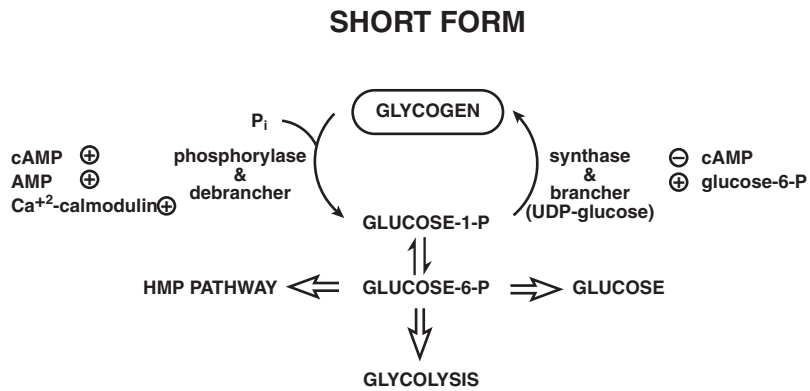 SHORT FORM
GLYCOGEN
Pᵢ
cAMP ⊕
AMP ⊕
Ca⁺²-calmodulin⊕
phosphorylase
&
debrancher
synthase
&
brancher
(UDP-glucose)
⊖ cAMP
⊕ glucose-6-P
GLUCOSE-1-P
HMP PATHWAY
GLUCOSE-6-P
GLUCOSE
GLYCOLYSIS